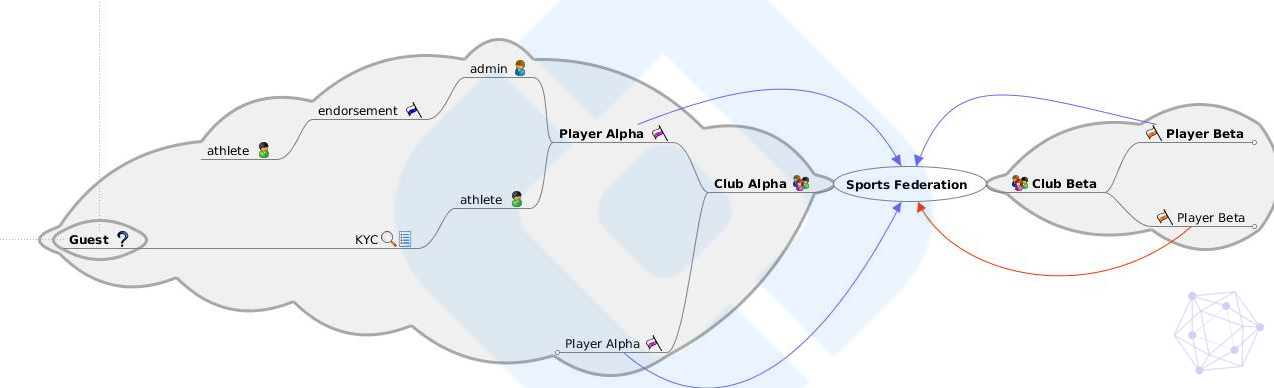 admin
endorsement
athlete
Player Alpha
Player Beta
Club Alpha
Sports Federation
Club Beta
athlete
Player Beta
Guest
KYC
Player Alpha